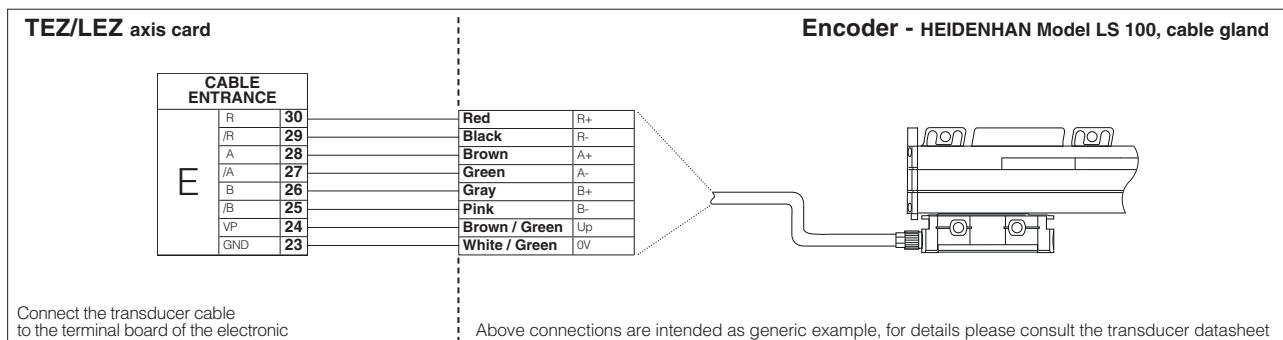 TEZ/LEZ axis card
Encoder - HEIDENHAN Model LS 100, cable gland
CABLE
ENTRANCE
E
R 30 Red R+
/R 29 Black R-
A 28 Brown A+
/A 27 Green A-
B 26 Gray B+
/B 25 Pink B-
VP 24 Brown / Green Up
GND 23 White / Green 0V
Connect the transducer cable
to the terminal board of the electronic
Above connections are intended as generic example, for details please consult the transducer datasheet